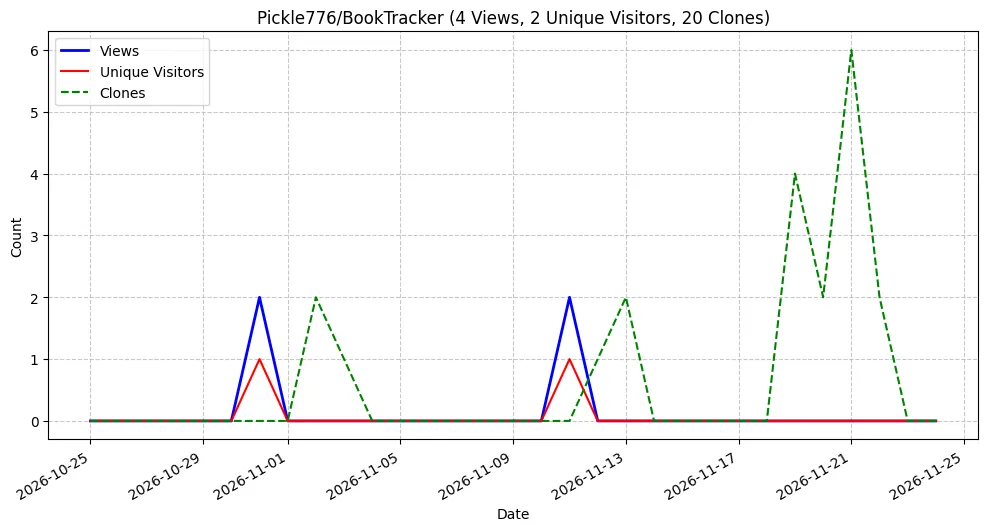 Pickle776/BookTracker (4 Views, 2 Unique Visitors, 20 Clones)
Views
Unique Visitors
Clones
Count
6
5
4
3
2
1
0
2026-10-25
2026-10-29
2026-11-01
2026-11-05
2026-11-09
2026-11-13
2026-11-17
2026-11-21
2026-11-25
Date